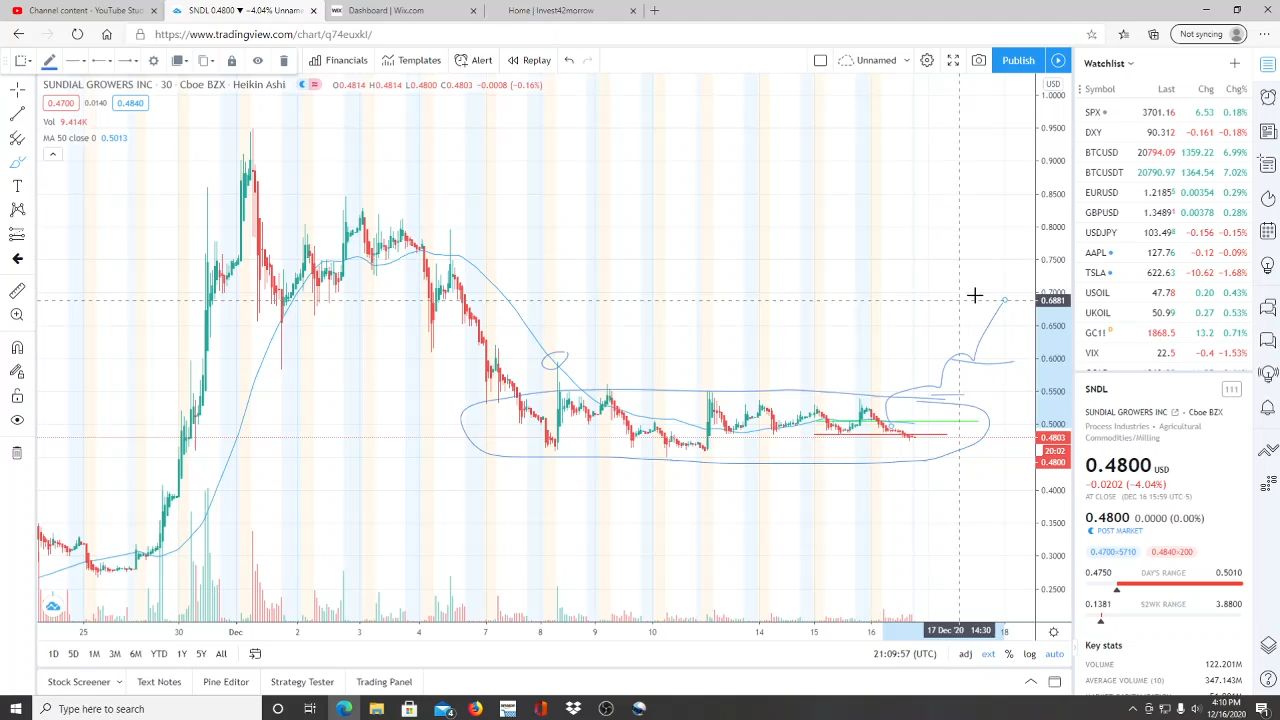 Channel content - YouTube Studio
SNDL 0.4800 ▼ −4.04% Unname
WIX Dashboard | Wix.com
Home | Invest42morrow
https://www.tradingview.com/chart/q74euxkI/
Not syncing
Financials Templates Alert Replay Unnamed Publish
SUNDIAL GROWERS INC · 30 · Cboe BZX · Heikin Ashi O0.4814 H0.4814 L0.4800 C0.4803 −0.0008 (−0.16%)
0.4700 0.0140 0.4840
Vol 9.414K
MA 50 close 0 0.5013
USD
1.0000
0.9500
0.9000
0.8500
0.8000
0.7500
0.6881
0.6500
0.6000
0.5500
0.5000
0.4803
20:02
0.4800
0.4000
0.3500
0.3000
0.2500
25 30 Dec 2 3 4 7 8 9 10 14 15 16 17 Dec '20 14:30 18
1D 5D 1M 3M 6M YTD 1Y 5Y All
21:09:57 (UTC) adj ext % log auto
Stock Screener Text Notes Pine Editor Strategy Tester Trading Panel
Watchlist
Symbol Last Chg Chg%
SPX 3701.16 6.53 0.18%
DXY 90.312 −0.161 −0.18%
BTCUSD 20794.09 1359.22 6.99%
BTCUSDT 20790.97 1364.54 7.02%
EURUSD 1.21855 0.00354 0.29%
GBPUSD 1.34891 0.00378 0.28%
USDJPY 103.498 −0.156 −0.15%
AAPL 127.76 −0.12 −0.09%
TSLA 622.63 −10.62 −1.68%
USOIL 47.78 0.20 0.43%
UKOIL 50.99 0.27 0.53%
GC1! D 1868.5 13.2 0.71%
VIX 22.5 −0.4 −1.53%
SNDL
111
SUNDIAL GROWERS INC · Cboe BZX
Process Industries · Agricultural
Commodities/Milling
0.4800 USD
−0.0202 (−4.04%)
AT CLOSE (DEC 16 15:59 UTC-5)
0.4800 0.0000 (0.00%)
POST MARKET
0.4700×5710 0.4840×200
0.4750 DAY'S RANGE 0.5010
0.1381 52WK RANGE 3.8800
Key stats
VOLUME 122.201M
AVERAGE VOLUME (10) 347.143M
Type here to search
4:10 PM
12/16/2020